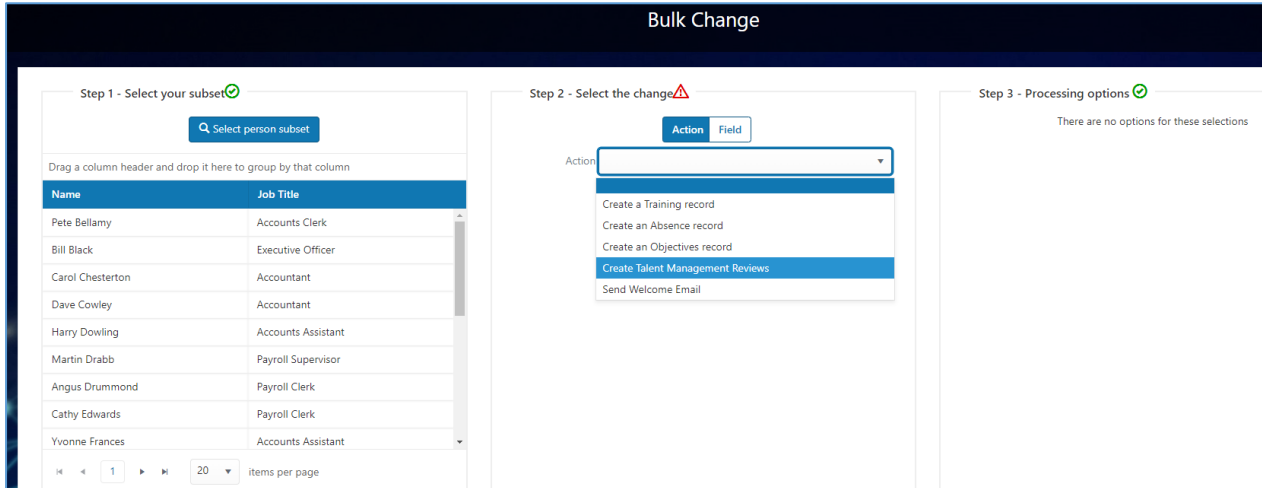 Bulk Change
Step 1 - Select your subset
Select person subset
Drag a column header and drop it here to group by that column
Name Job Title
Pete Bellamy Accounts Clerk
Bill Black Executive Officer
Carol Chesterton Accountant
Dave Cowley Accountant
Harry Dowling Accounts Assistant
Martin Drabb Payroll Supervisor
Angus Drummond Payroll Clerk
Cathy Edwards Payroll Clerk
Yvonne Frances Accounts Assistant
1 20 items per page
Step 2 - Select the change
Action Field
Action
Create a Training record
Create an Absence record
Create an Objectives record
Create Talent Management Reviews
Send Welcome Email
Step 3 - Processing options
There are no options for these selections